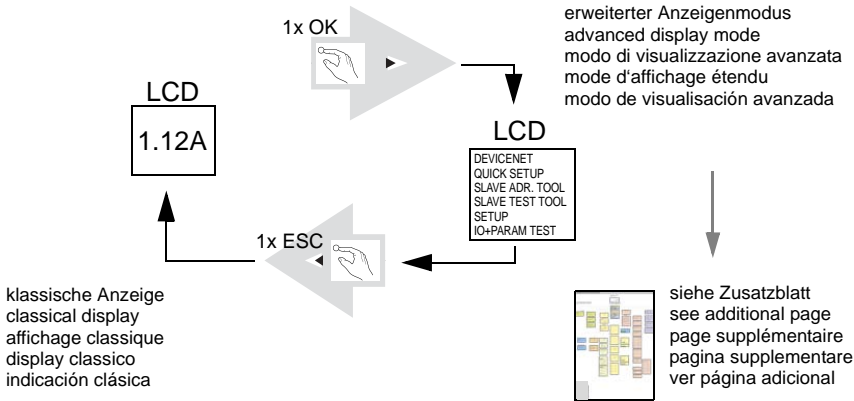 1x OK
erweiterter Anzeigenmodus
advanced display mode
modo di visualizzazione avanzata
mode d‘affichage étendu
modo de visualisación avanzada
LCD
1.12A
LCD
DEVICENET
QUICK SETUP
SLAVE ADR. TOOL
SLAVE TEST TOOL
SETUP
IO+PARAM TEST
1x ESC
klassische Anzeige
classical display
affichage classique
display classico
indicación clásica
siehe Zusatzblatt
see additional page
page supplémentaire
pagina supplementare
ver página adicional